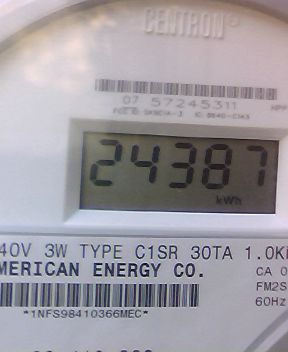 CENTRON®
07 57245311
24387
kWh
40V 3W TYPE C1SR 30TA 1.0K
MERICAN ENERGY CO.
CA 0
FM2S
60Hz
*1NFS98410366MEC*